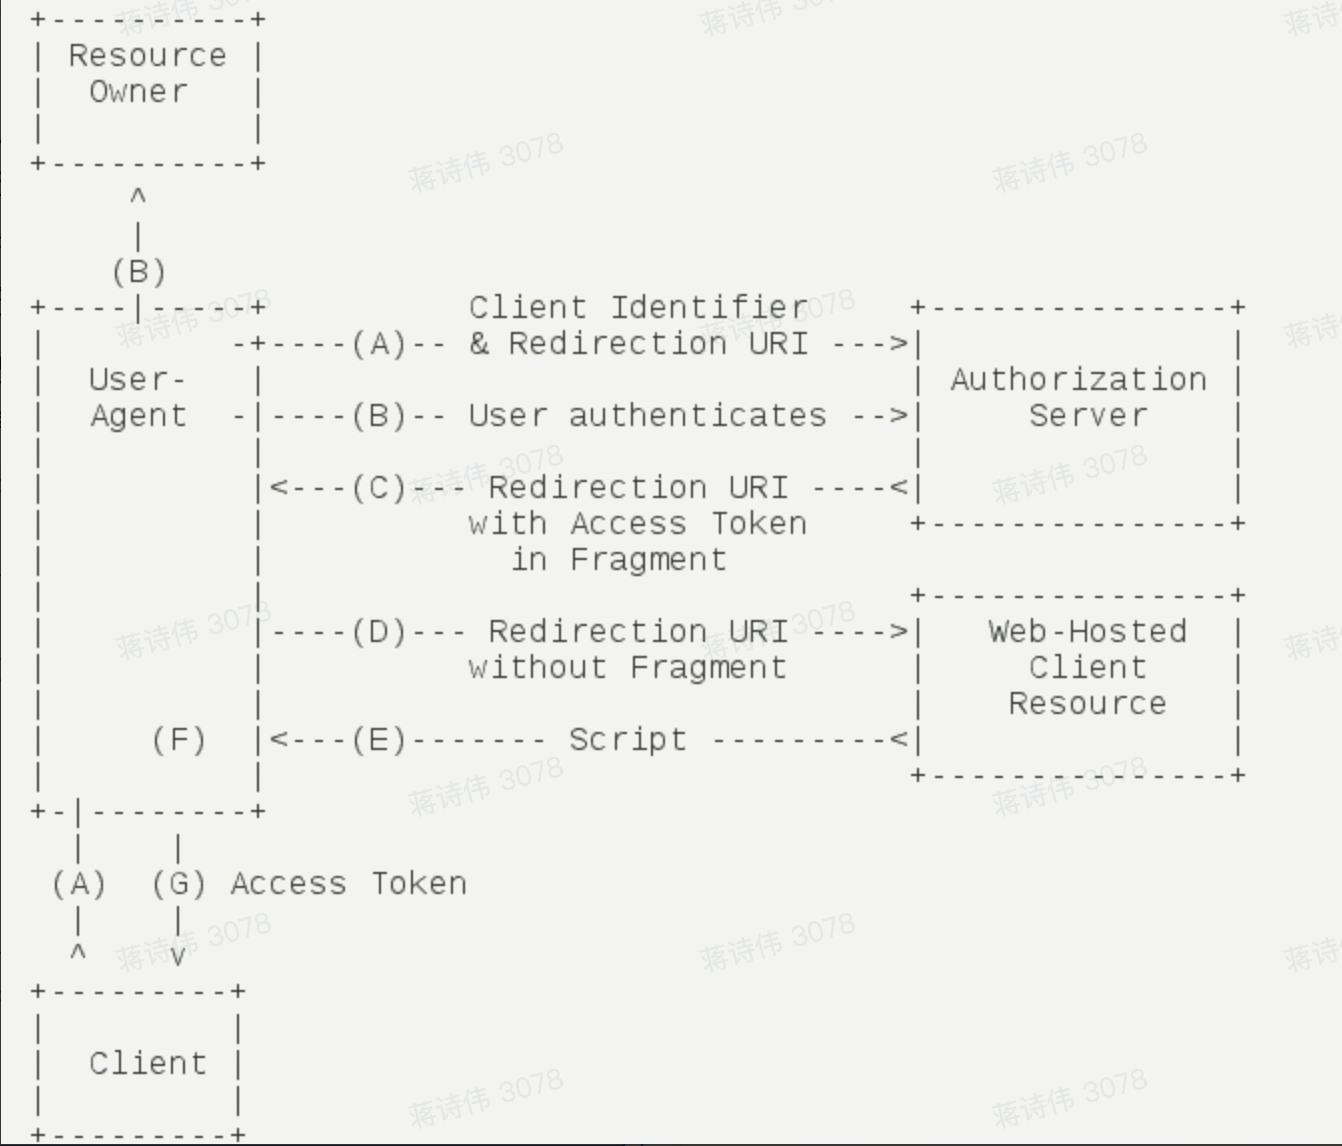 +----------+
| Resource |
|  Owner   |
|          |
+----------+
     ^
     |
    (B)
+----|-----+          Client Identifier     +---------------+
|         -+----(A)-- & Redirection URI --->|               |
|  User-   |                                | Authorization |
|  Agent  -|----(B)-- User authenticates -->|     Server    |
|          |                                |               |
|          |<---(C)--- Redirection URI ----<|               |
|          |          with Access Token     +---------------+
|          |            in Fragment
|          |                                +---------------+
|          |----(D)--- Redirection URI ---->|   Web-Hosted  |
|          |          without Fragment      |     Client    |
|          |                                |    Resource   |
|     (F)  |<---(E)------- Script ---------<|               |
|          |                                +---------------+
+-|--------+
  |    |
 (A)  (G) Access Token
  |    |
  ^    v
+---------+
|         |
|  Client |
|         |
+---------+
蒋诗伟 3078